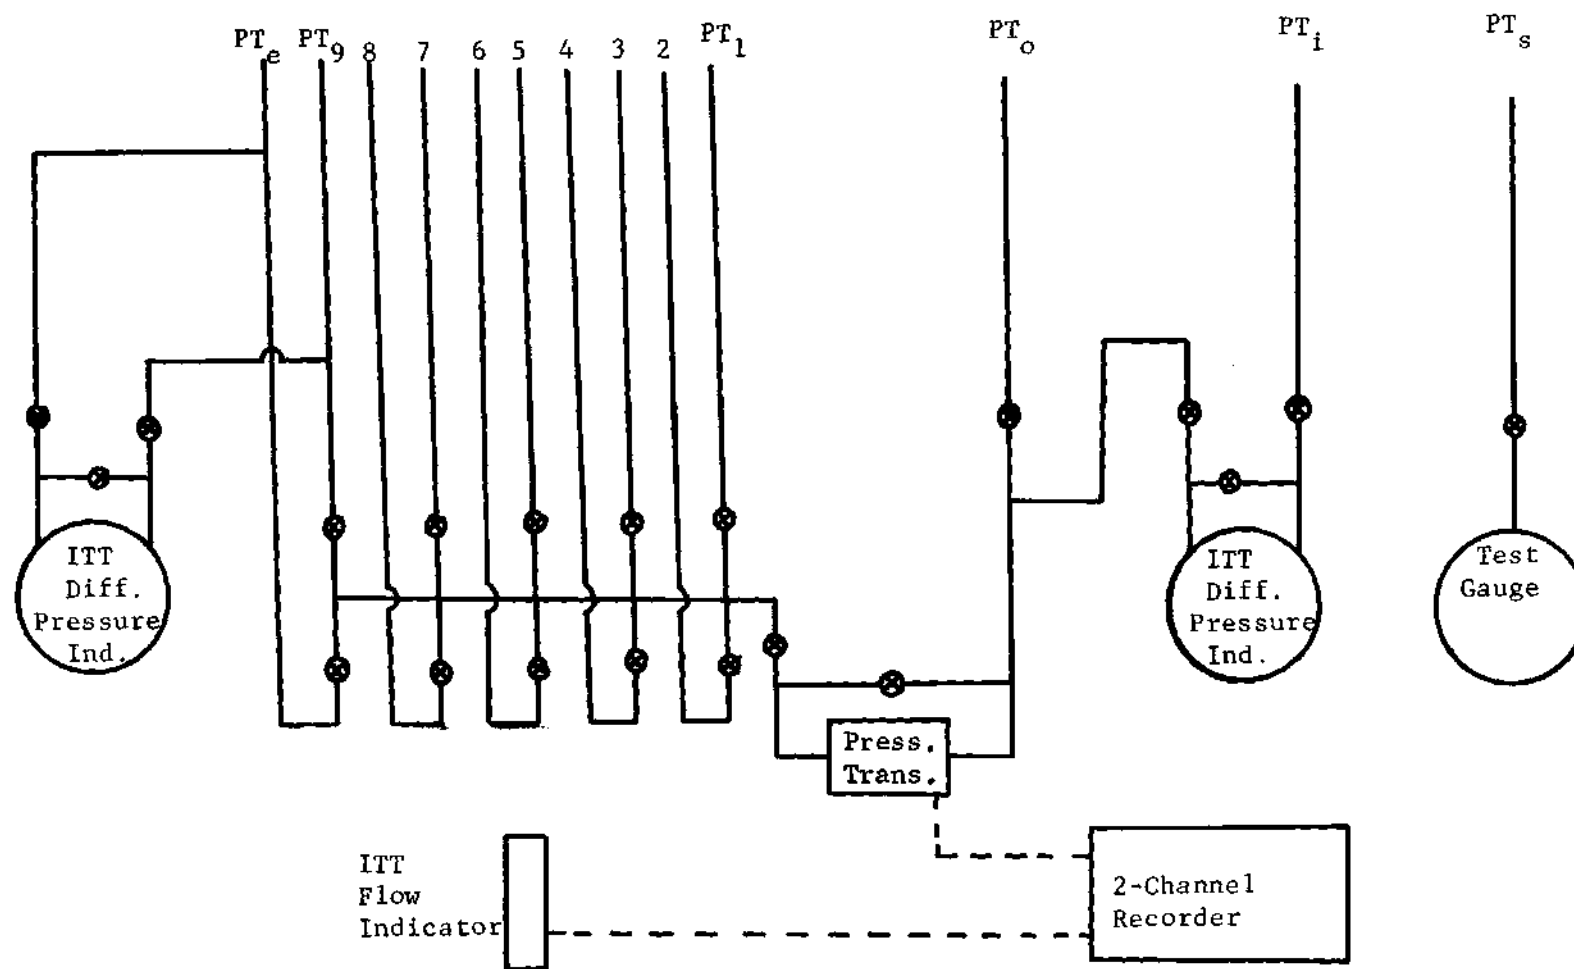 PTe PT9 8 7 6 5 4 3 2 PT1 PTo PTi PTs
ITT
Diff.
Pressure
Ind.
ITT
Diff.
Pressure
Ind.
Test
Gauge
Press.
Trans.
ITT
Flow
Indicator
2-Channel
Recorder